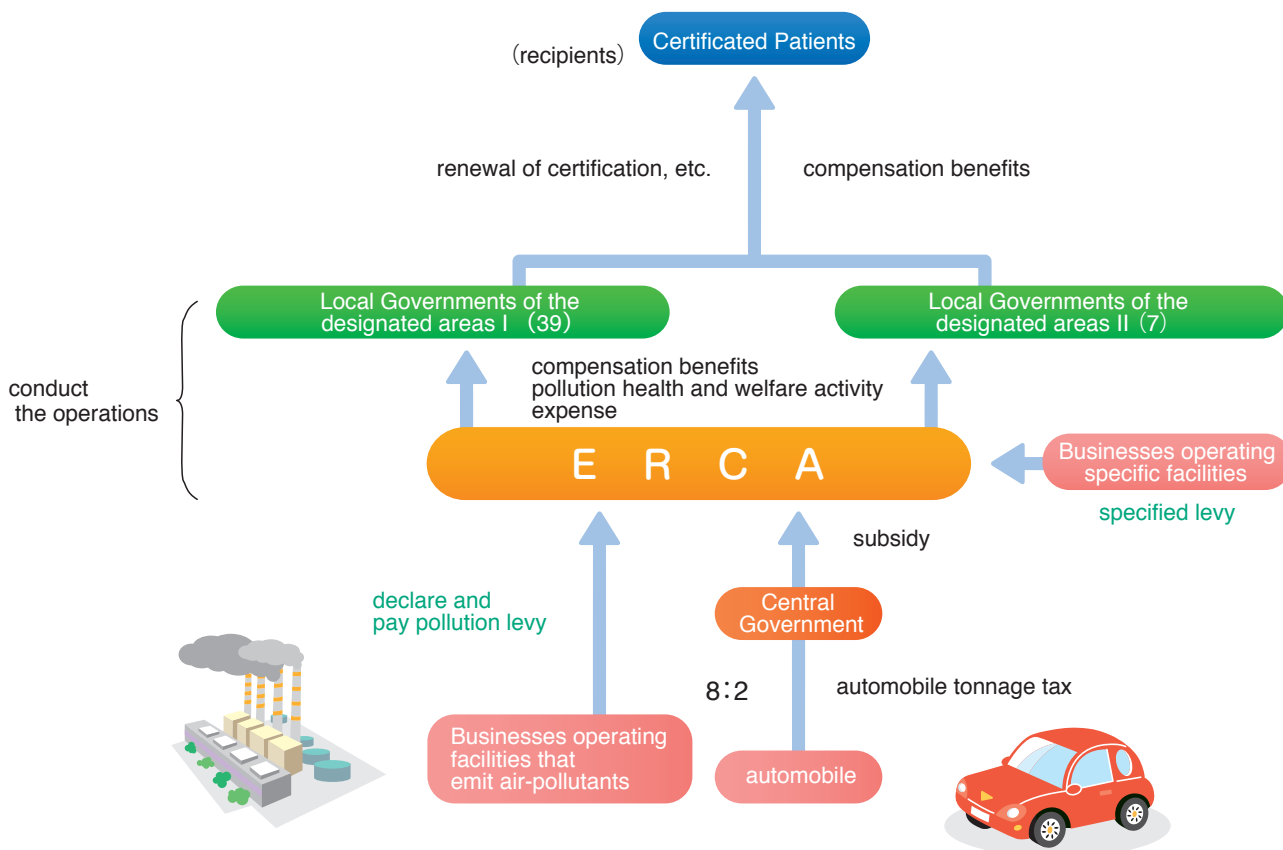 (recipients)
Certificated Patients
renewal of certification, etc.
compensation benefits
Local Governments of the
designated areas I (39)
Local Governments of the
designated areas II (7)
conduct
the operations
compensation benefits
pollution health and welfare activity
expense
E R C A
Businesses operating
specific facilities
specified levy
subsidy
declare and
pay pollution levy
Central
Government
8:2
automobile tonnage tax
Businesses operating
facilities that
emit air-pollutants
automobile